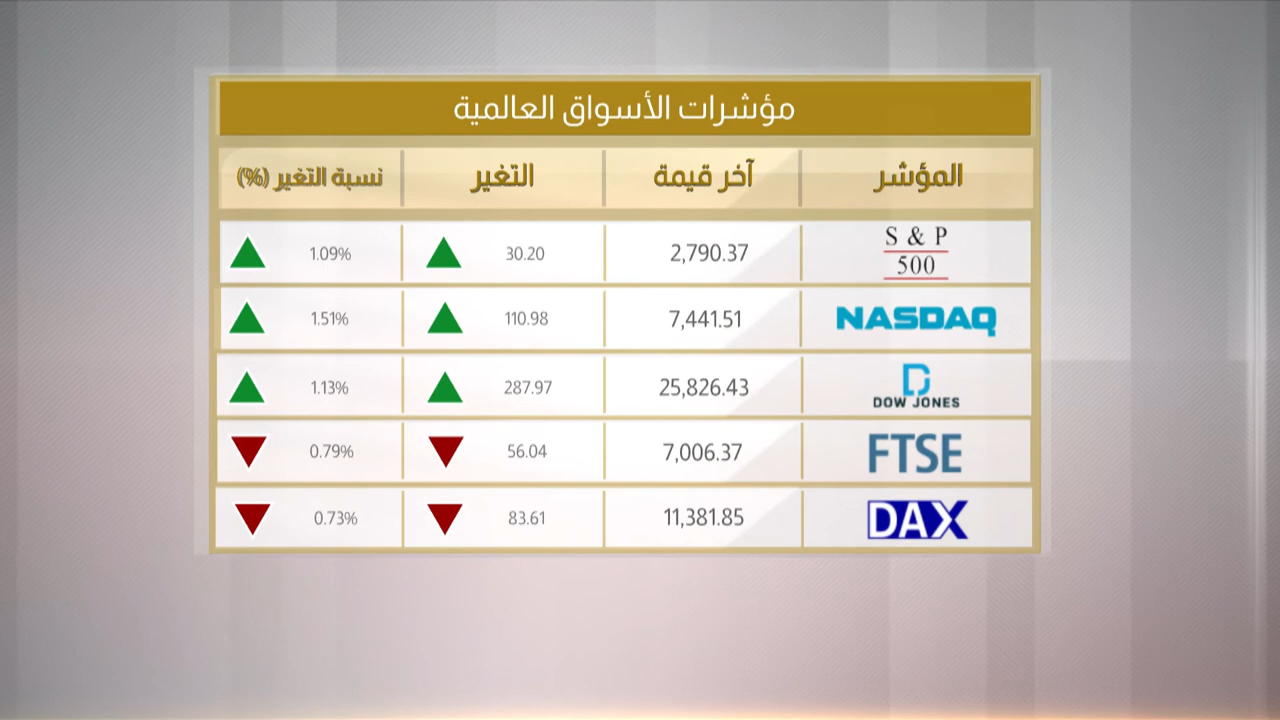 مؤشرات الأسواق العالمية
المؤشر آخر قيمة التغير نسبة التغير (%)
S & P
500
2,790.37 30.20 1.09%
NASDAQ 7,441.51 110.98 1.51%
DOW JONES 25,826.43 287.97 1.13%
FTSE 7,006.37 56.04 0.79%
DAX 11,381.85 83.61 0.73%